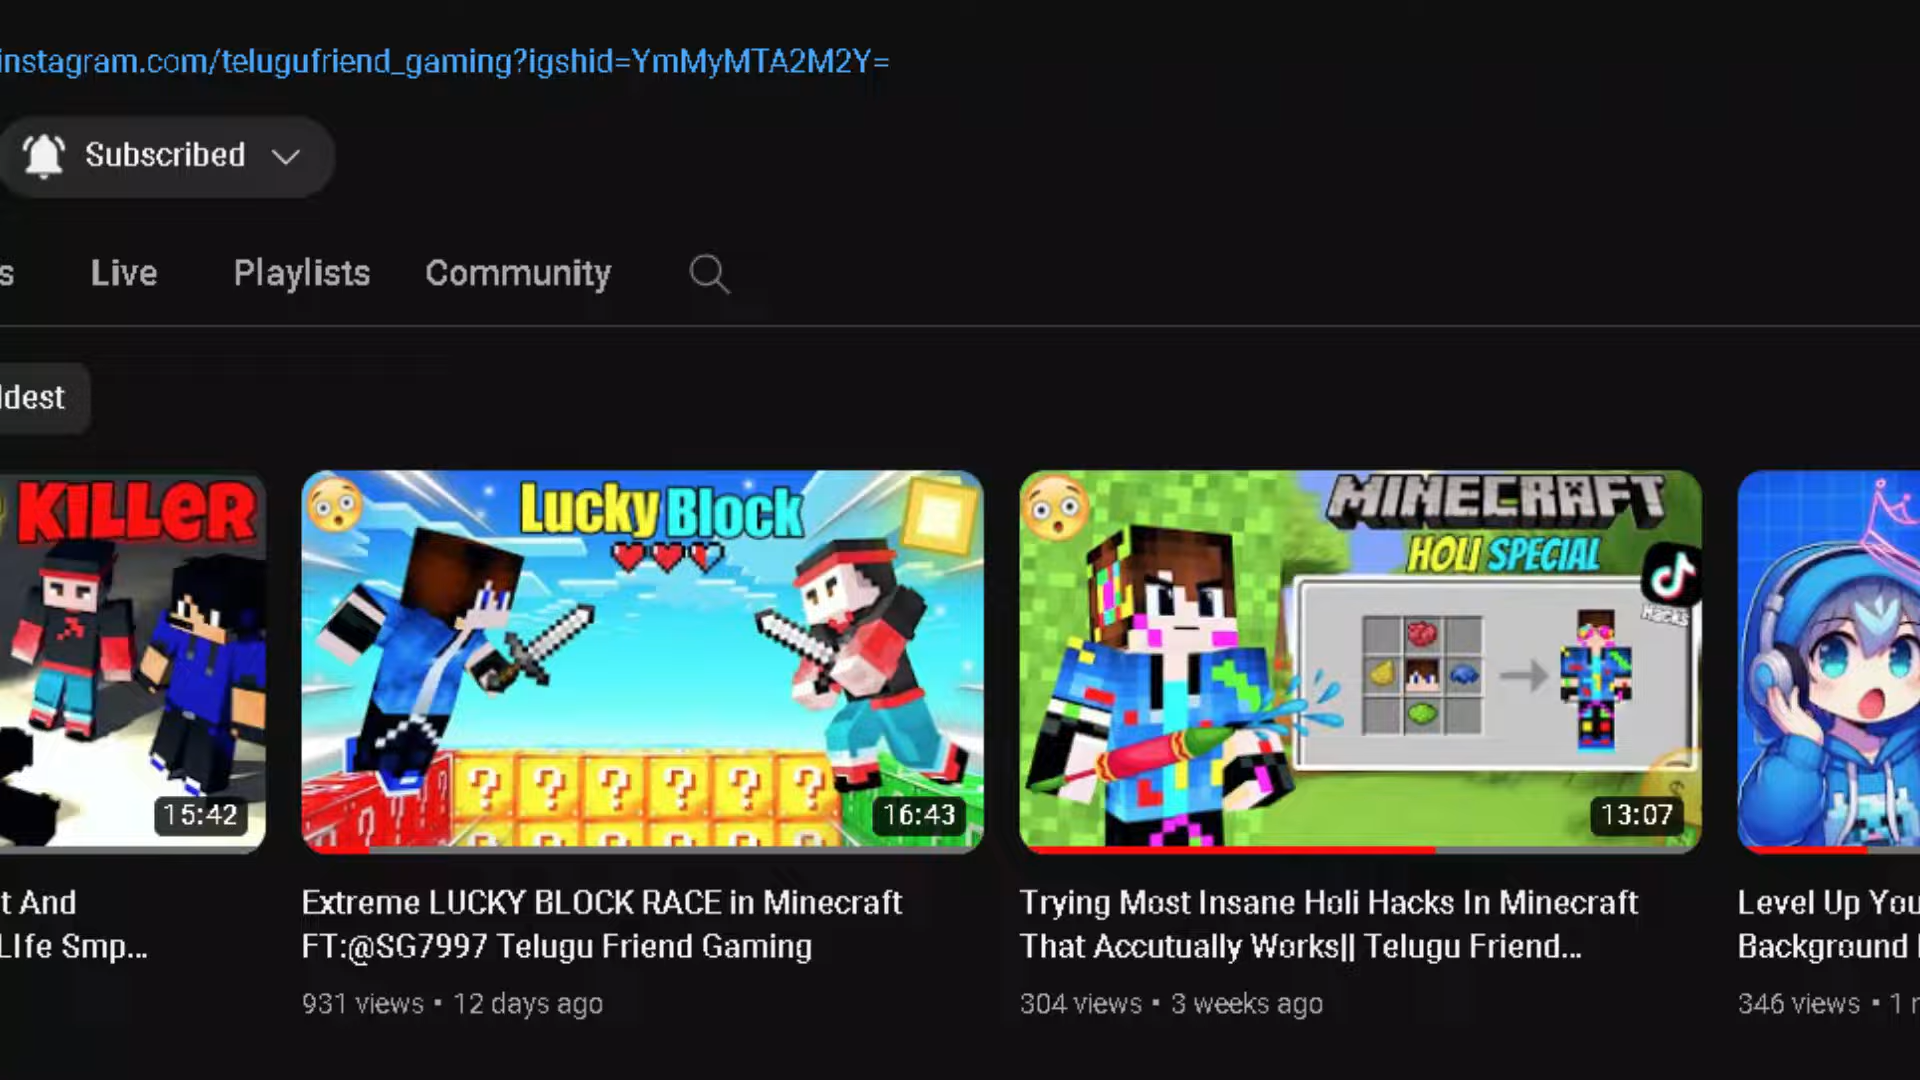 instagram.com/telugufriend_gaming?igshid=YmMyMTA2M2Y=
Subscribed
s Live Playlists Community
ldest
KILLER
15:42
Lucky Block
16:43
MINECRAFT
HOLI SPECIAL
Hacks
13:07
t And
LIfe Smp...
Extreme LUCKY BLOCK RACE in Minecraft
FT:@SG7997 Telugu Friend Gaming
931 views • 12 days ago
Trying Most Insane Holi Hacks In Minecraft
That Accutually Works|| Telugu Friend...
304 views • 3 weeks ago
Level Up You
Background
346 views • 1